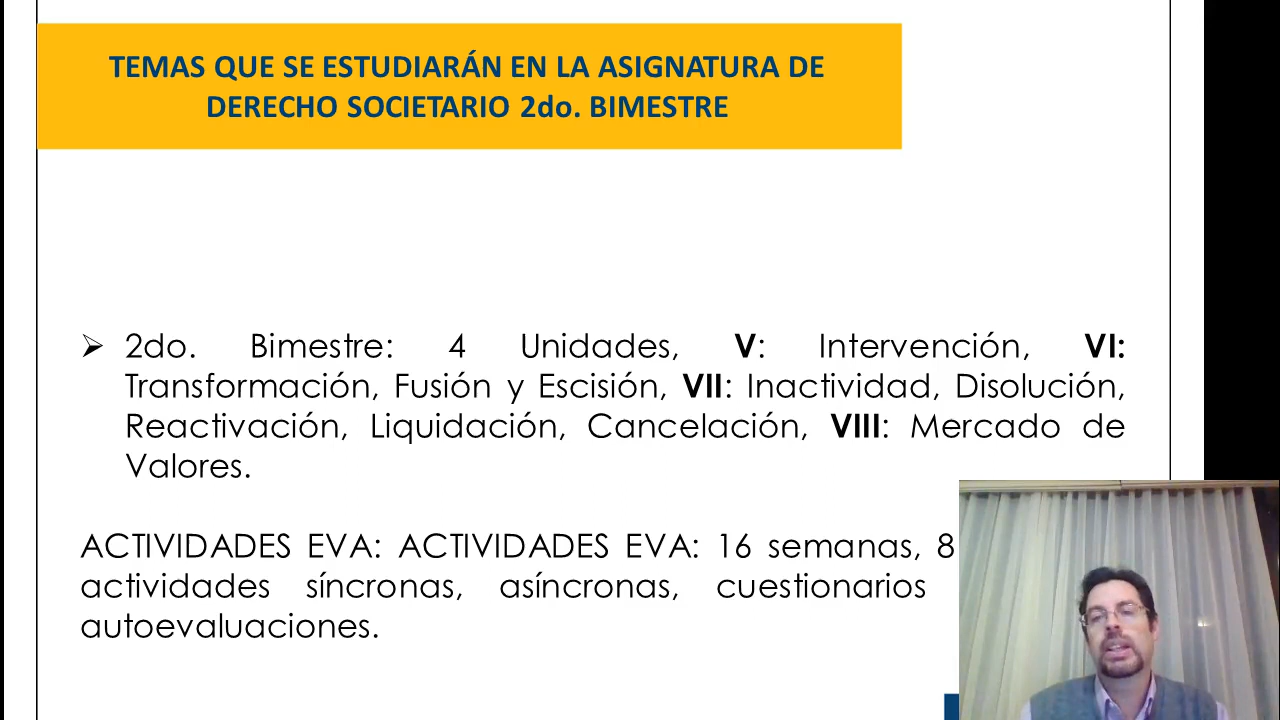 TEMAS QUE SE ESTUDIARÁN EN LA ASIGNATURA DE
DERECHO SOCIETARIO 2do. BIMESTRE
➢ 2do. Bimestre: 4 Unidades, V: Intervención, VI:
Transformación, Fusión y Escisión, VII: Inactividad, Disolución,
Reactivación, Liquidación, Cancelación, VIII: Mercado de
Valores.
ACTIVIDADES EVA: ACTIVIDADES EVA: 16 semanas, 8
actividades síncronas, asíncronas, cuestionarios
autoevaluaciones.